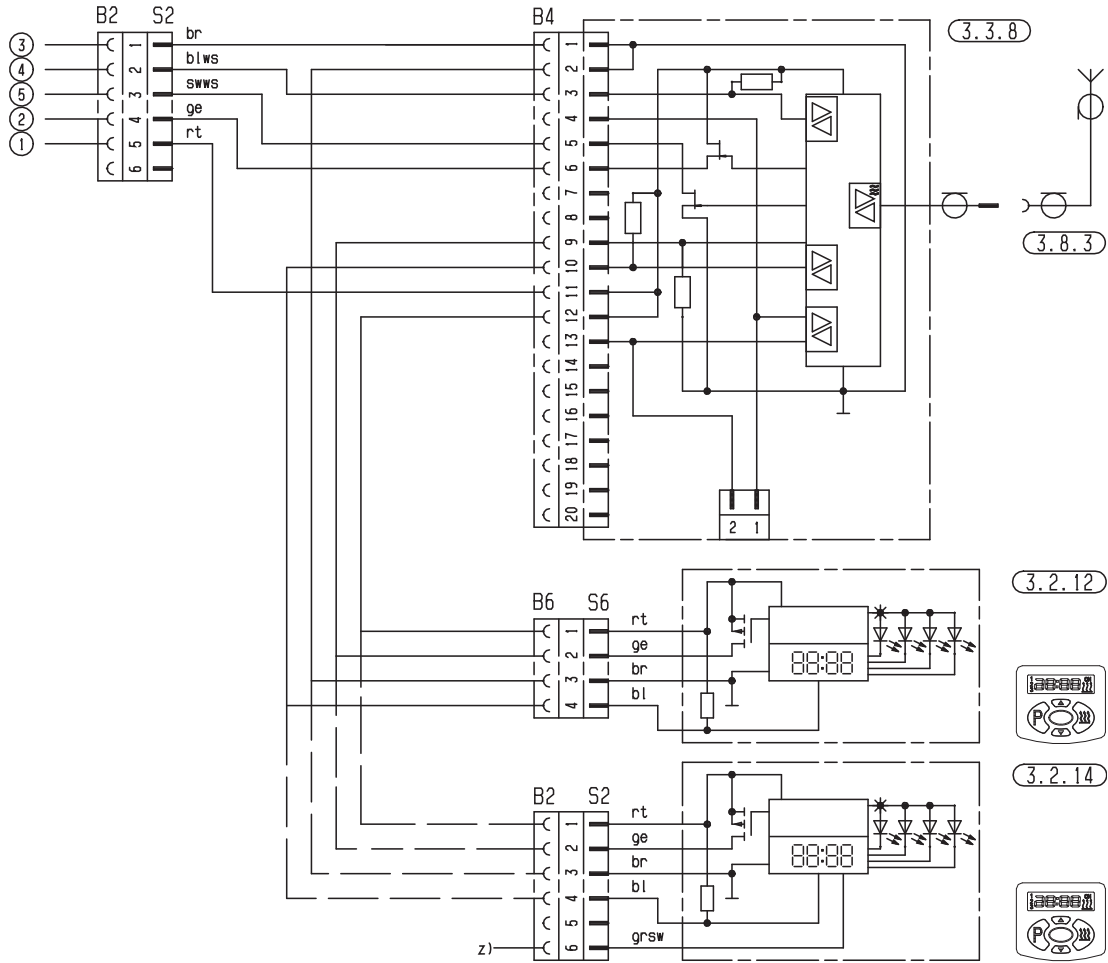 B2 S2
B4
3.3.8
3 1 br 1
4 2 blws 2
5 3 swws 3
2 4 ge 4
1 5 rt 5
6 6
7
8
9
10
11
12
13
14
15
16
17
18
19
20
3.8.3
2 1
3.2.12
B6 S6
1 rt
2 ge
3 br
4 bl
88:88
88:88
P
3.2.14
B2 S2
1 rt
2 ge
3 br
4 bl
5
z) 6 grsw
88:88
88:88
P